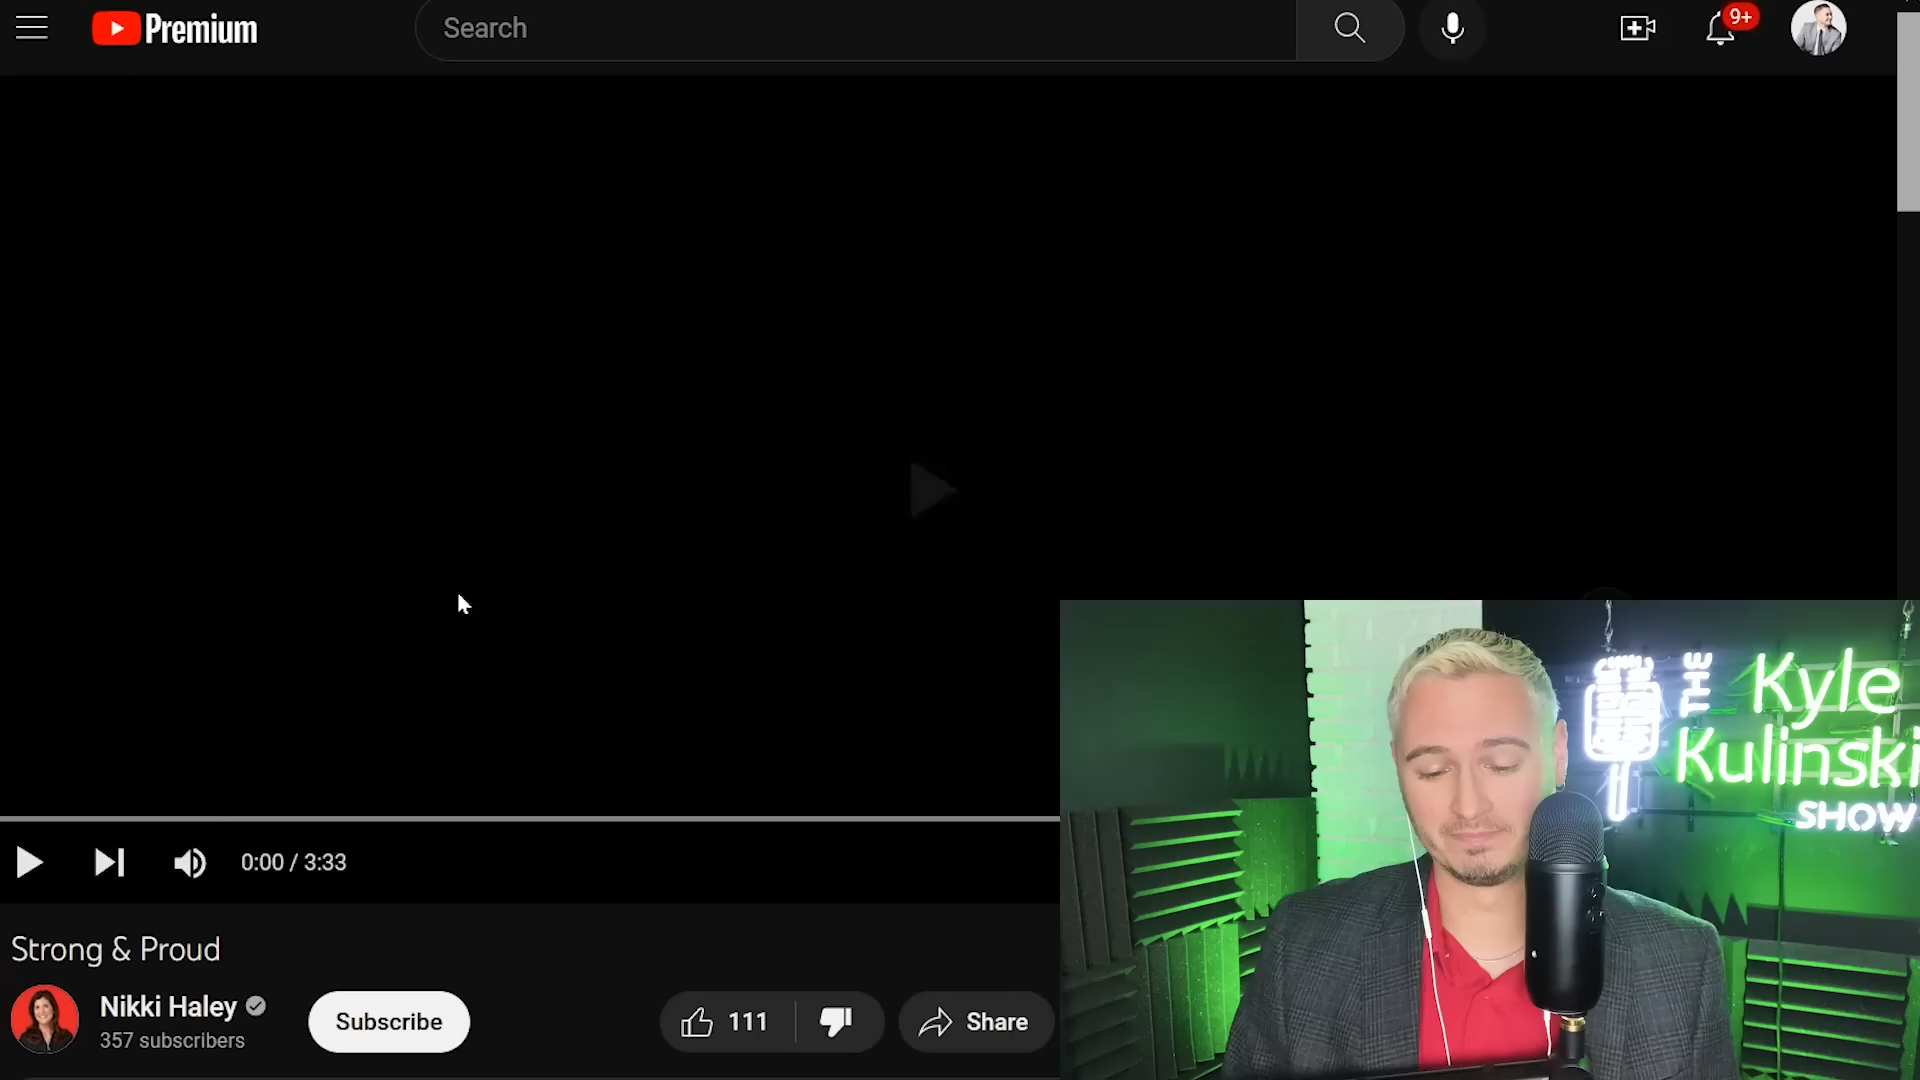 Premium
Search
9+
THE
Kyle
Kulinski
SHOW
0:00 / 3:33
Strong & Proud
Nikki Haley
357 subscribers
Subscribe
111
Share